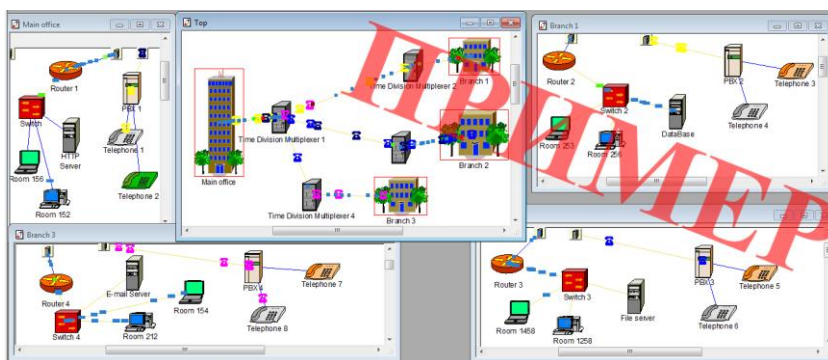 Main office
Router 1
PBX 1
Switch
Telephone 1
HTTP
Server
Room 156
Telephone 2
Room 152
Top
Branch 1
Time Division Multiplexer 2
Time Division Multiplexer 1
Branch 2
Main office
Time Division Multiplexer 4
Branch 3
Branch 1
Router 2
PBX 2
Telephone 3
Switch 2
DataBase
Telephone 4
Room 253
Room 256
Branch 3
PBX 4
Telephone 7
Router 4
E-mail Server
Room 154
Switch 4
Room 212
Telephone 8
Router 3
PBX 3
Telephone 5
Switch 3
File server
Telephone 6
Room 1458
Room 1258
ПРИМЕР